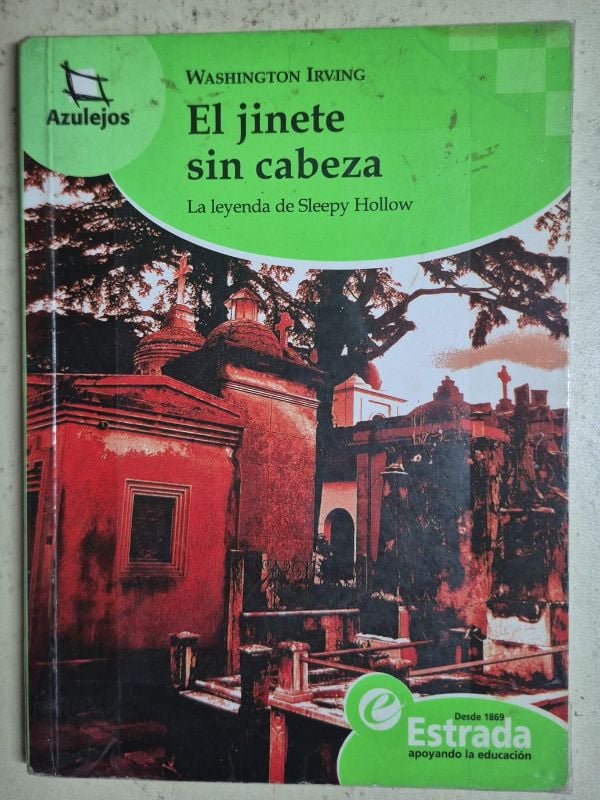 Azulejos
WASHINGTON IRVING
El jinete
sin cabeza
La leyenda de Sleepy Hollow
e
Desde 1869
Estrada
apoyando la educación